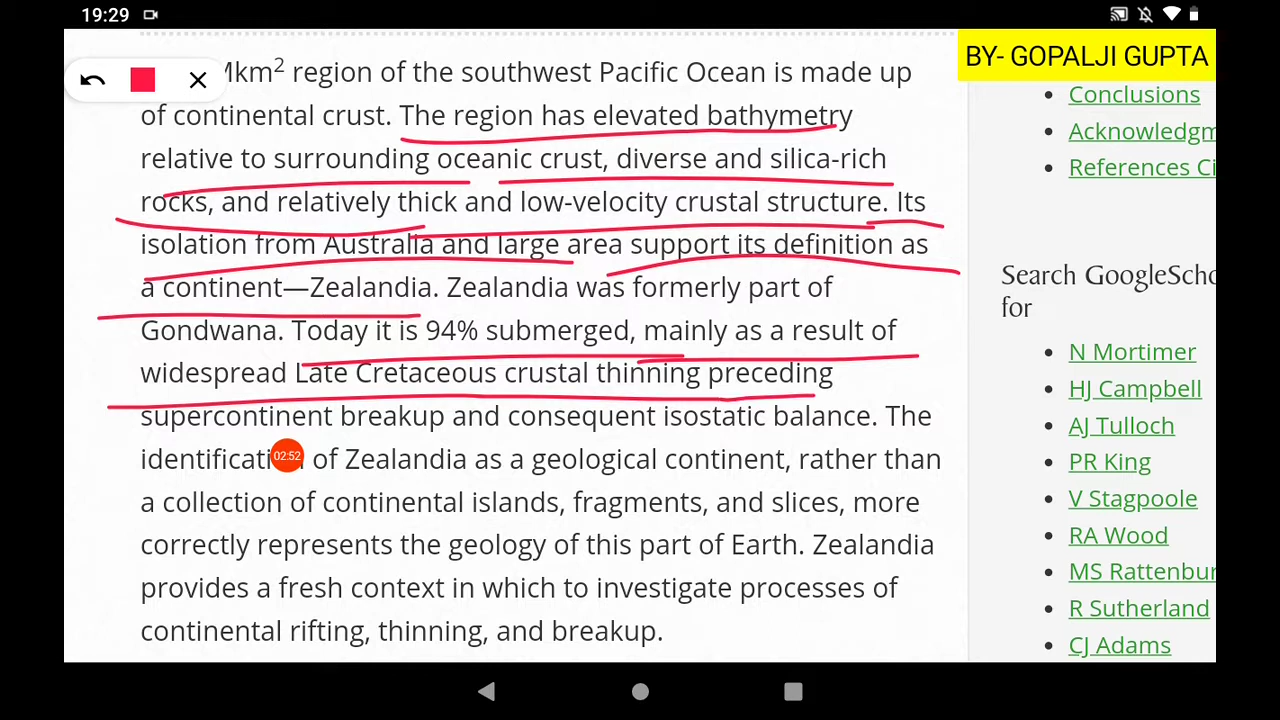 19:29
BY- GOPALJI GUPTA
Mkm² region of the southwest Pacific Ocean is made up
of continental crust. The region has elevated bathymetry
relative to surrounding oceanic crust, diverse and silica-rich
rocks, and relatively thick and low-velocity crustal structure. Its
isolation from Australia and large area support its definition as
a continent—Zealandia. Zealandia was formerly part of
Gondwana. Today it is 94% submerged, mainly as a result of
widespread Late Cretaceous crustal thinning preceding
supercontinent breakup and consequent isostatic balance. The
identificati of Zealandia as a geological continent, rather than
02:52
a collection of continental islands, fragments, and slices, more
correctly represents the geology of this part of Earth. Zealandia
provides a fresh context in which to investigate processes of
continental rifting, thinning, and breakup.
Conclusions
Acknowledgm
References Ci
Search GoogleScho
for
N Mortimer
HJ Campbell
AJ Tulloch
PR King
V Stagpoole
RA Wood
MS Rattenbur
R Sutherland
CJ Adams